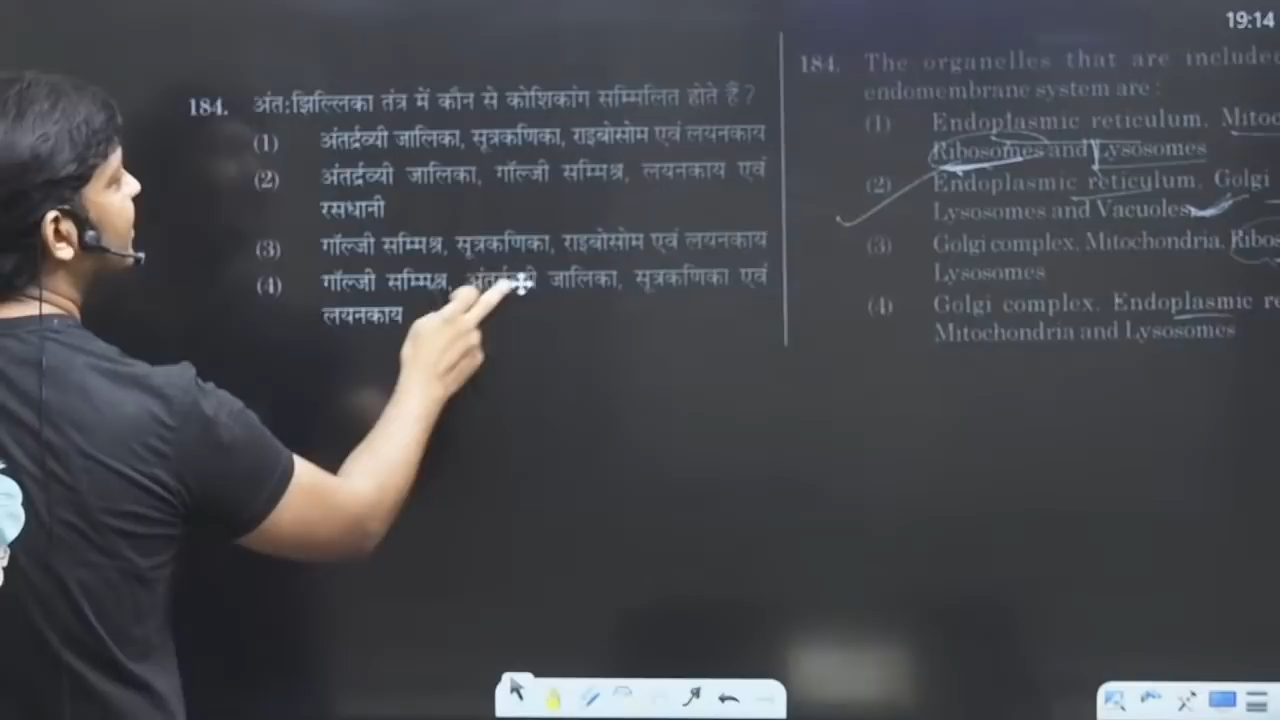 19:14
184. अंतःझिल्लिका तंत्र में कौन से कोशिकांग सम्मिलित होते हैं ?
(1) अंतर्द्रव्यी जालिका, सूत्रकणिका, राइबोसोम एवं लयनकाय
(2) अंतर्द्रव्यी जालिका, गॉल्जी सम्मिश्र, लयनकाय एवं
रसधानी
(3) गॉल्जी सम्मिश्र, सूत्रकणिका, राइबोसोम एवं लयनकाय
(4) गॉल्जी सम्मिश्र, जालिका, सूत्रकणिका एवं
लयनकाय
184. The organelles that are included
endomembrane system are :
(1) Endoplasmic reticulum,
Ribosomes and Lysosomes
(2) Endoplasmic reticulum, Golgi
Lysosomes and Vacuoles
(3) Golgi complex, Mitochondria,
Lysosomes
(4) Golgi complex, Endoplasmic
Mitochondria and Lysosomes